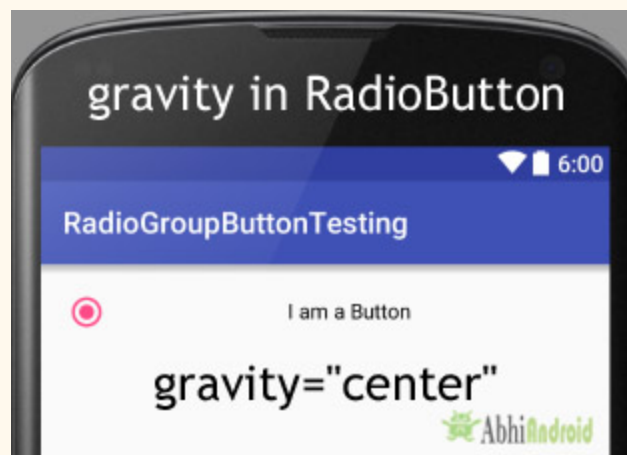 gravity in RadioButton
6:00
RadioGroupButtonTesting
I am a Button
gravity="center"
AbhiAndroid